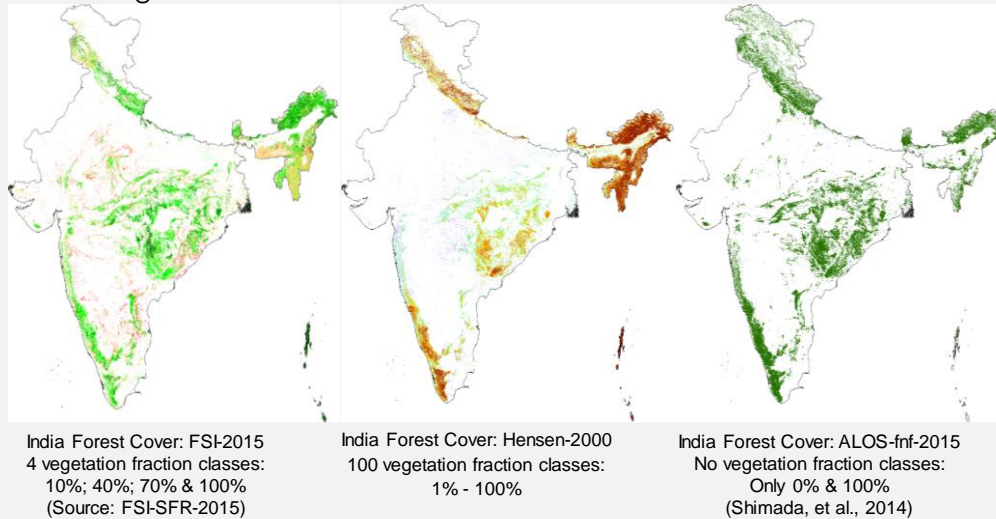 India Forest Cover: FSI-2015
4 vegetation fraction classes:
10%; 40%; 70% & 100%
(Source: FSI-SFR-2015)
India Forest Cover: Hensen-2000
100 vegetation fraction classes:
1% - 100%
India Forest Cover: ALOS-fnf-2015
No vegetation fraction classes:
Only 0% & 100%
(Shimada, et al., 2014)